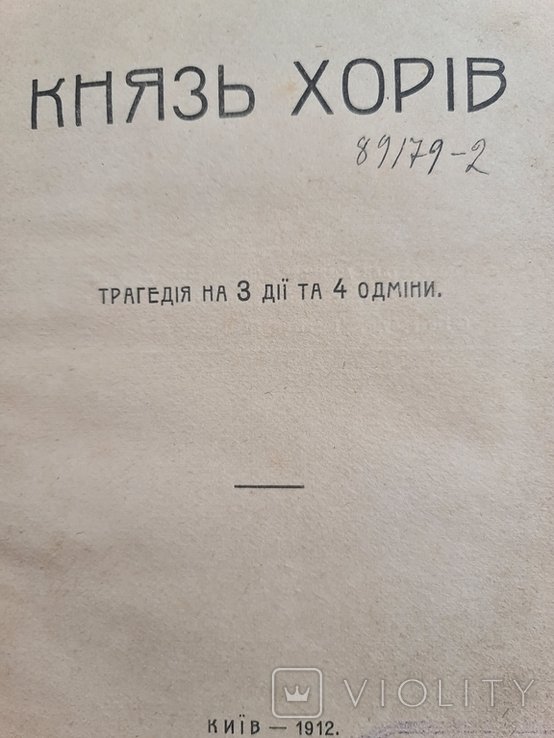 КНЯЗЬ ХОРІВ
89179-2
ТРАГЕДІЯ НА 3 ДІЇ ТА 4 ОДМІНИ.
VIOLITY
КИЇВ — 1912.